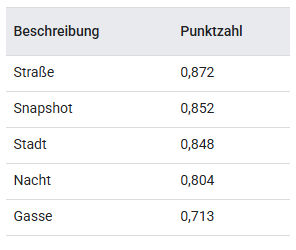 Beschreibung Punktzahl
Straße 0,872
Snapshot 0,852
Stadt 0,848
Nacht 0,804
Gasse 0,713